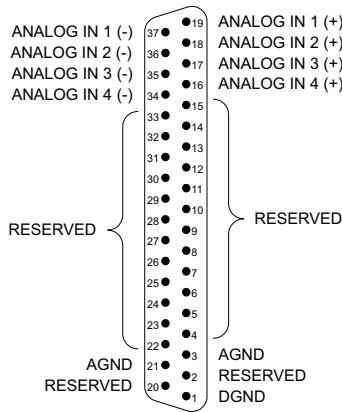 ANALOG IN 1 (-)
ANALOG IN 2 (-)
ANALOG IN 3 (-)
ANALOG IN 4 (-)
RESERVED
AGND
RESERVED
37
36
35
34
33
32
31
30
29
28
27
26
25
24
23
22
21
20
19
18
17
16
15
14
13
12
11
10
9
8
7
6
5
4
3
2
1
ANALOG IN 1 (+)
ANALOG IN 2 (+)
ANALOG IN 3 (+)
ANALOG IN 4 (+)
RESERVED
AGND
RESERVED
DGND